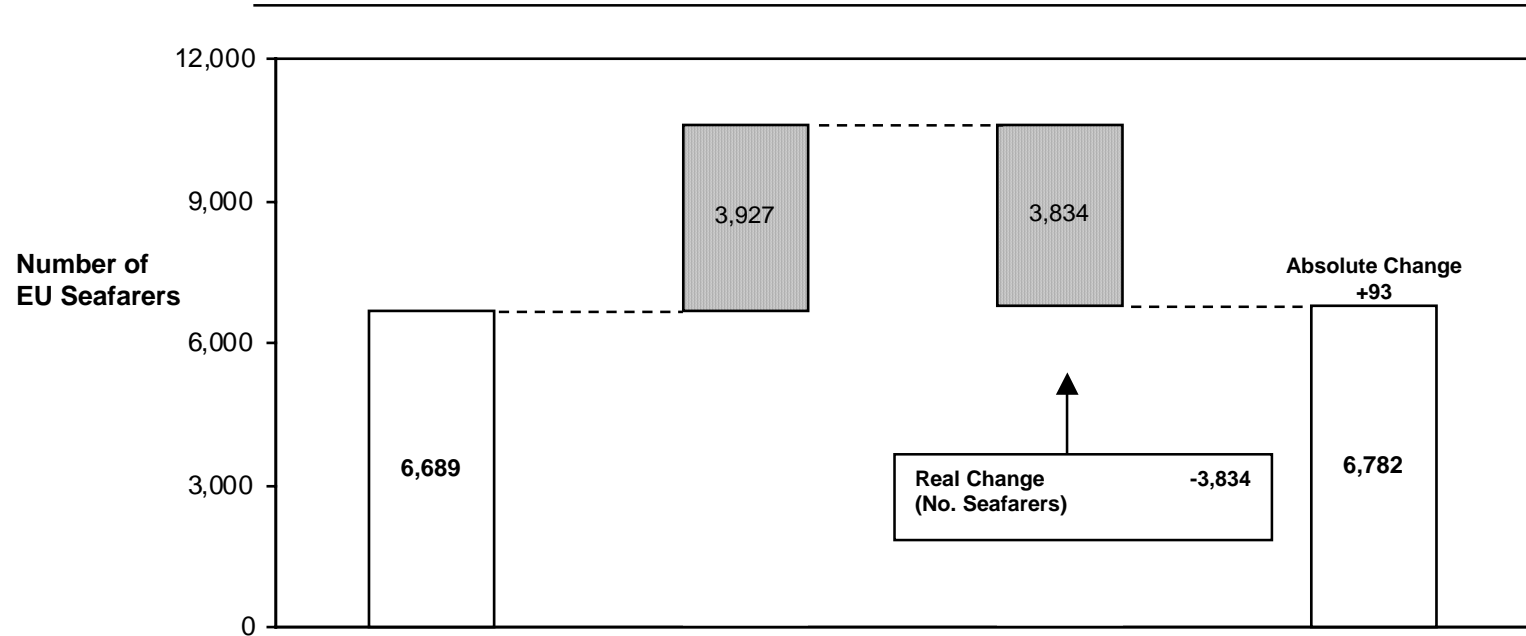 12,000
9,000
6,000
3,000
0
Number of
EU Seafarers
6,689
3,927
3,834
Absolute Change
+93
6,782
Real Change -3,834
(No. Seafarers)